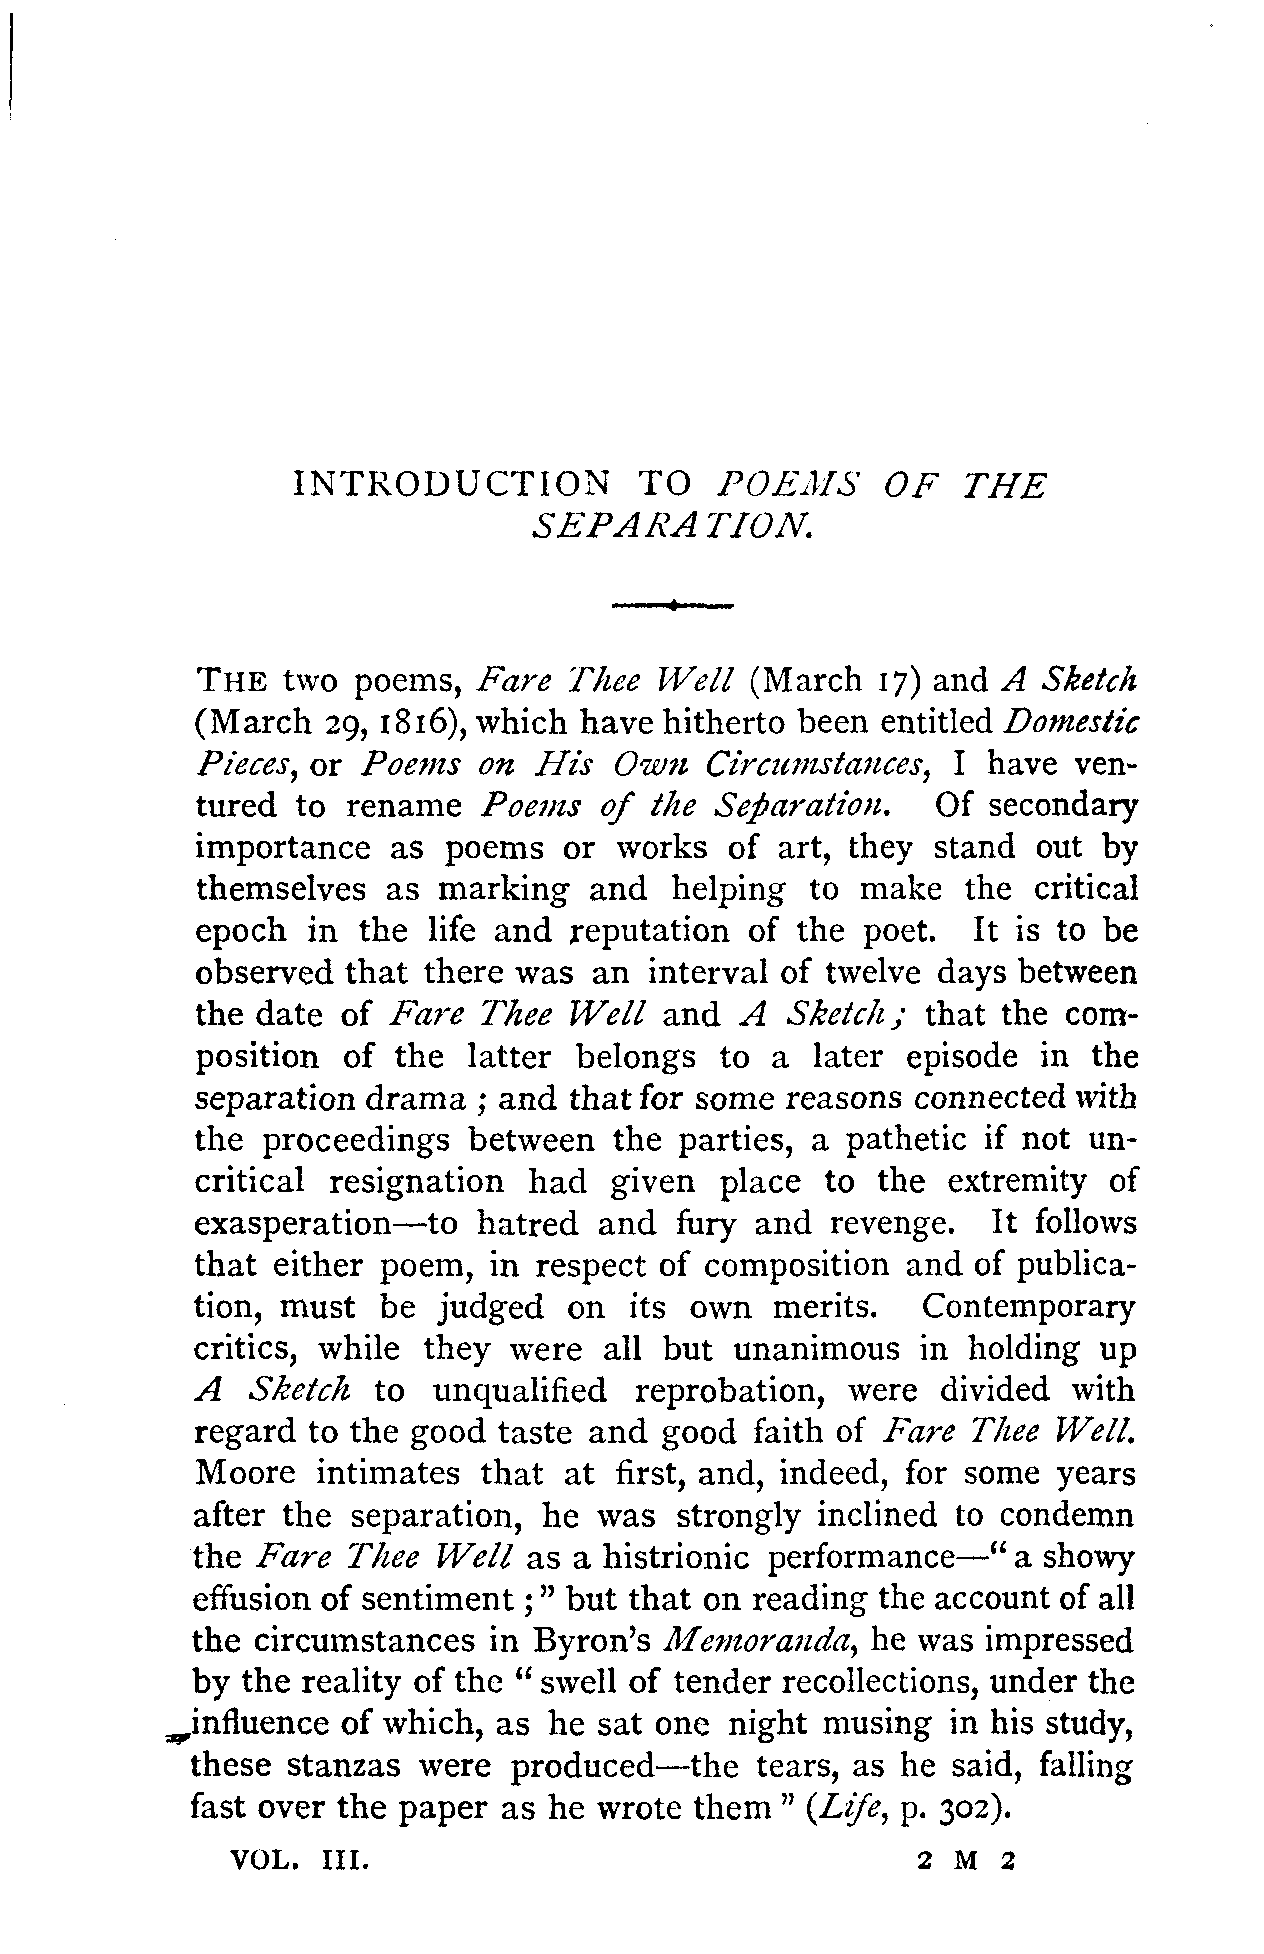 INTRODUCTION TO POEMS OF THE
SEPARATION.
THE two poems, Fare Thee Well (March 17) and A Sketch
(March 29, 1816), which have hitherto been entitled Domestic
Pieces, or Poems on His Own Circumstances, I have ven-
tured to rename Poems of the Separation. Of secondary
importance as poems or works of art, they stand out by
themselves as marking and helping to make the critical
epoch in the life and reputation of the poet. It is to be
observed that there was an interval of twelve days between
the date of Fare Thee Well and A Sketch; that the com-
position of the latter belongs to a later episode in the
separation drama ; and that for some reasons connected with
the proceedings between the parties, a pathetic if not un-
critical resignation had given place to the extremity of
exasperation—to hatred and fury and revenge. It follows
that either poem, in respect of composition and of publica-
tion, must be judged on its own merits. Contemporary
critics, while they were all but unanimous in holding up
A Sketch to unqualified reprobation, were divided with
regard to the good taste and good faith of Fare Thee Well.
Moore intimates that at first, and, indeed, for some years
after the separation, he was strongly inclined to condemn
the Fare Thee Well as a histrionic performance—“ a showy
effusion of sentiment ; ” but that on reading the account of all
the circumstances in Byron’s Memoranda, he was impressed
by the reality of the “ swell of tender recollections, under the
influence of which, as he sat one night musing in his study,
these stanzas were produced—the tears, as he said, falling
fast over the paper as he wrote them ” (Life, p. 302).
VOL. III. 2 M 2